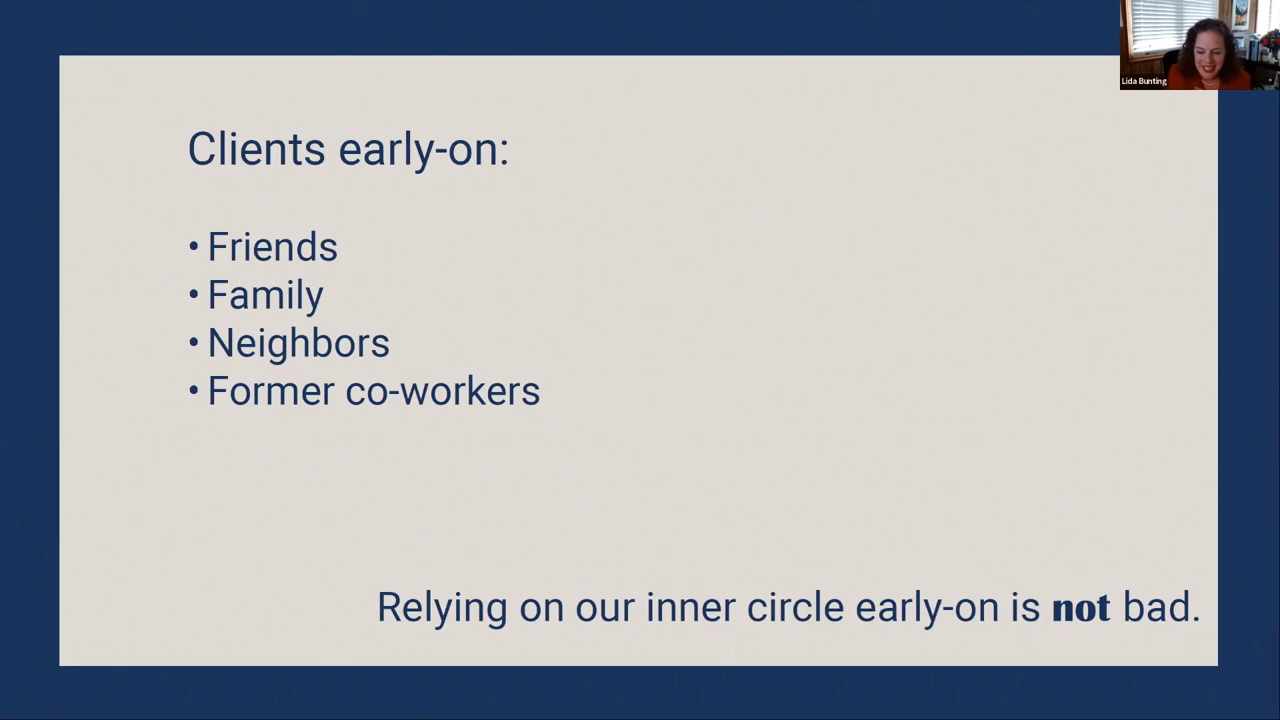 Lida Bunting
Clients early-on:
• Friends
• Family
• Neighbors
• Former co-workers
Relying on our inner circle early-on is not bad.